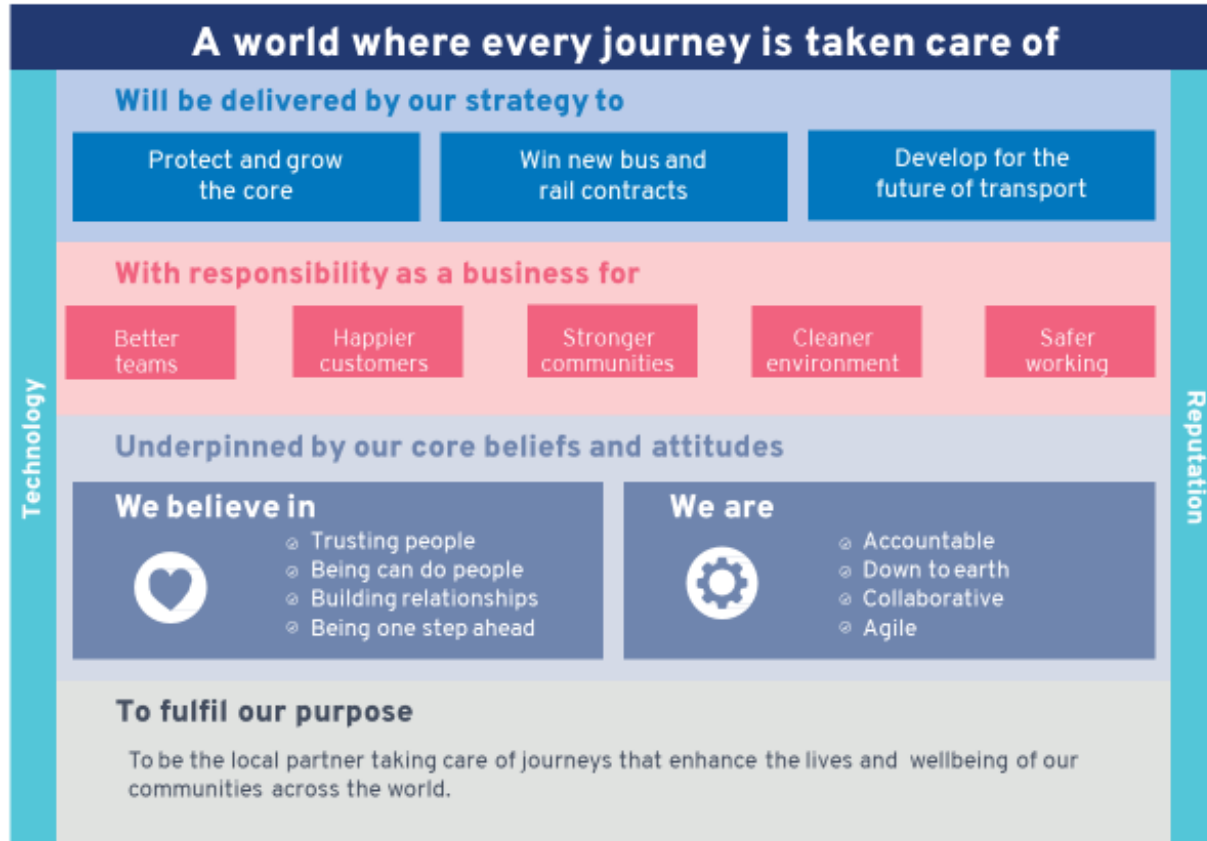 A world where every journey is taken care of
Technology
Will be delivered by our strategy to
Protect and grow
the core
Win new bus and
rail contracts
Develop for the
future of transport
With responsibility as a business for
Better
teams
Happier
customers
Stronger
communities
Cleaner
environment
Safer
working
Underpinned by our core beliefs and attitudes
We believe in
Trusting people
Being can do people
Building relationships
Being one step ahead
We are
Accountable
Down to earth
Collaborative
Agile
To fulfil our purpose
To be the local partner taking care of journeys that enhance the lives and wellbeing of our
communities across the world.
Reputation